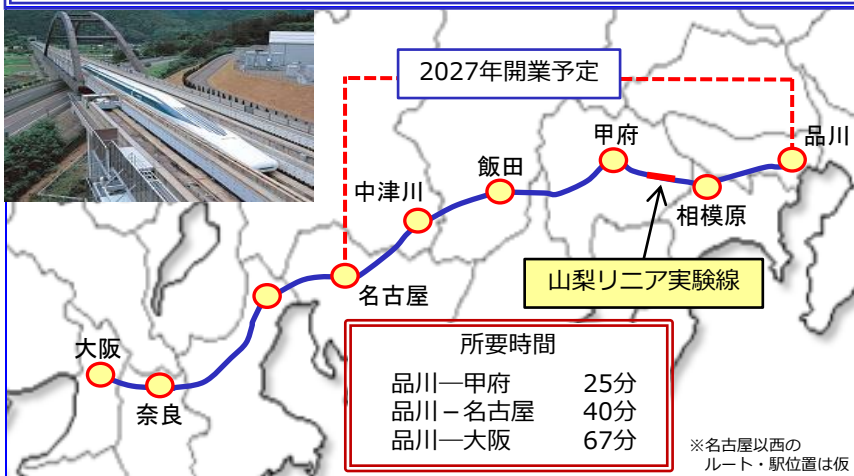 2027年開業予定
品川
甲府
飯田
中津川
相模原
山梨リニア実験線
名古屋
大阪
奈良
所要時間
品川―甲府 25分
品川－名古屋 40分
品川―大阪 67分
※名古屋以西の
ルート・駅位置は仮